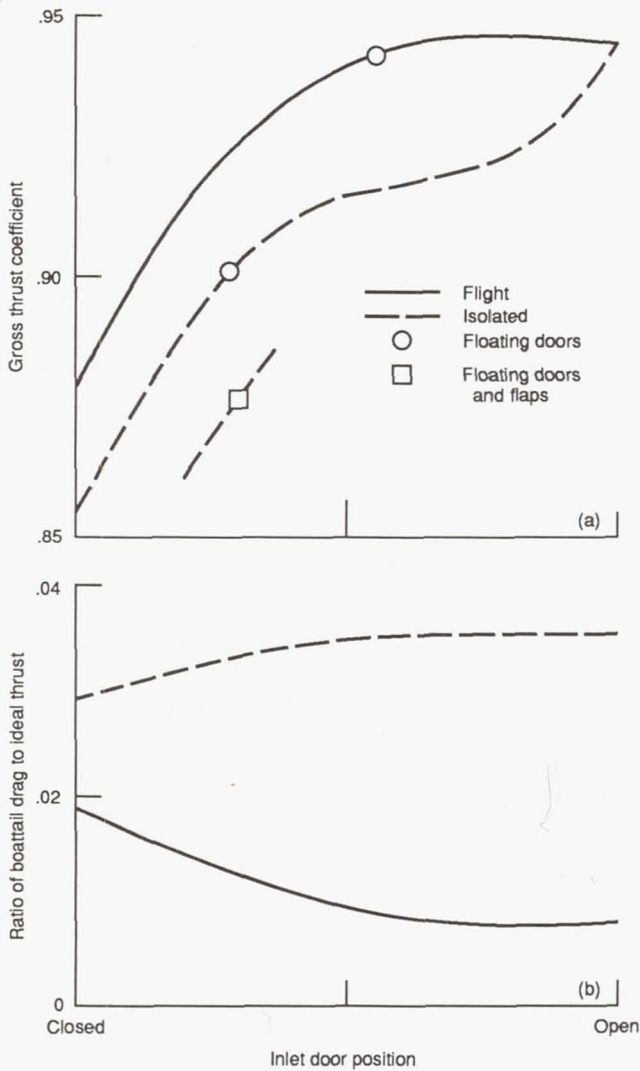 .95
Gross thrust coefficient
.90
Flight
Isolated
Floating doors
Floating doors
and flaps
(a)
.85
.04
Ratio of boattail drag to ideal thrust
.02
(b)
0
Closed
Open
Inlet door position